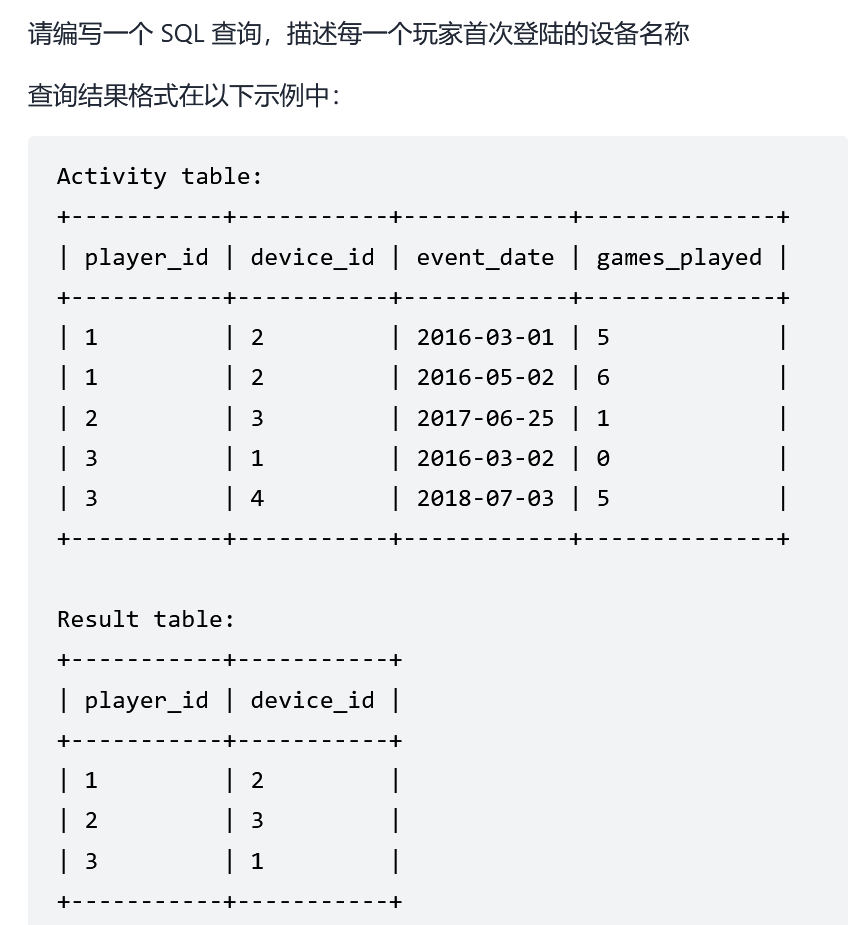 请编写一个 SQL 查询，描述每一个玩家首次登陆的设备名称
查询结果格式在以下示例中：
Activity table:
+-----------+-----------+------------+--------------+
| player_id | device_id | event_date | games_played |
+-----------+-----------+------------+--------------+
| 1         | 2         | 2016-03-01 | 5            |
| 1         | 2         | 2016-05-02 | 6            |
| 2         | 3         | 2017-06-25 | 1            |
| 3         | 1         | 2016-03-02 | 0            |
| 3         | 4         | 2018-07-03 | 5            |
+-----------+-----------+------------+--------------+
Result table:
+-----------+-----------+
| player_id | device_id |
+-----------+-----------+
| 1         | 2         |
| 2         | 3         |
| 3         | 1         |
+-----------+-----------+